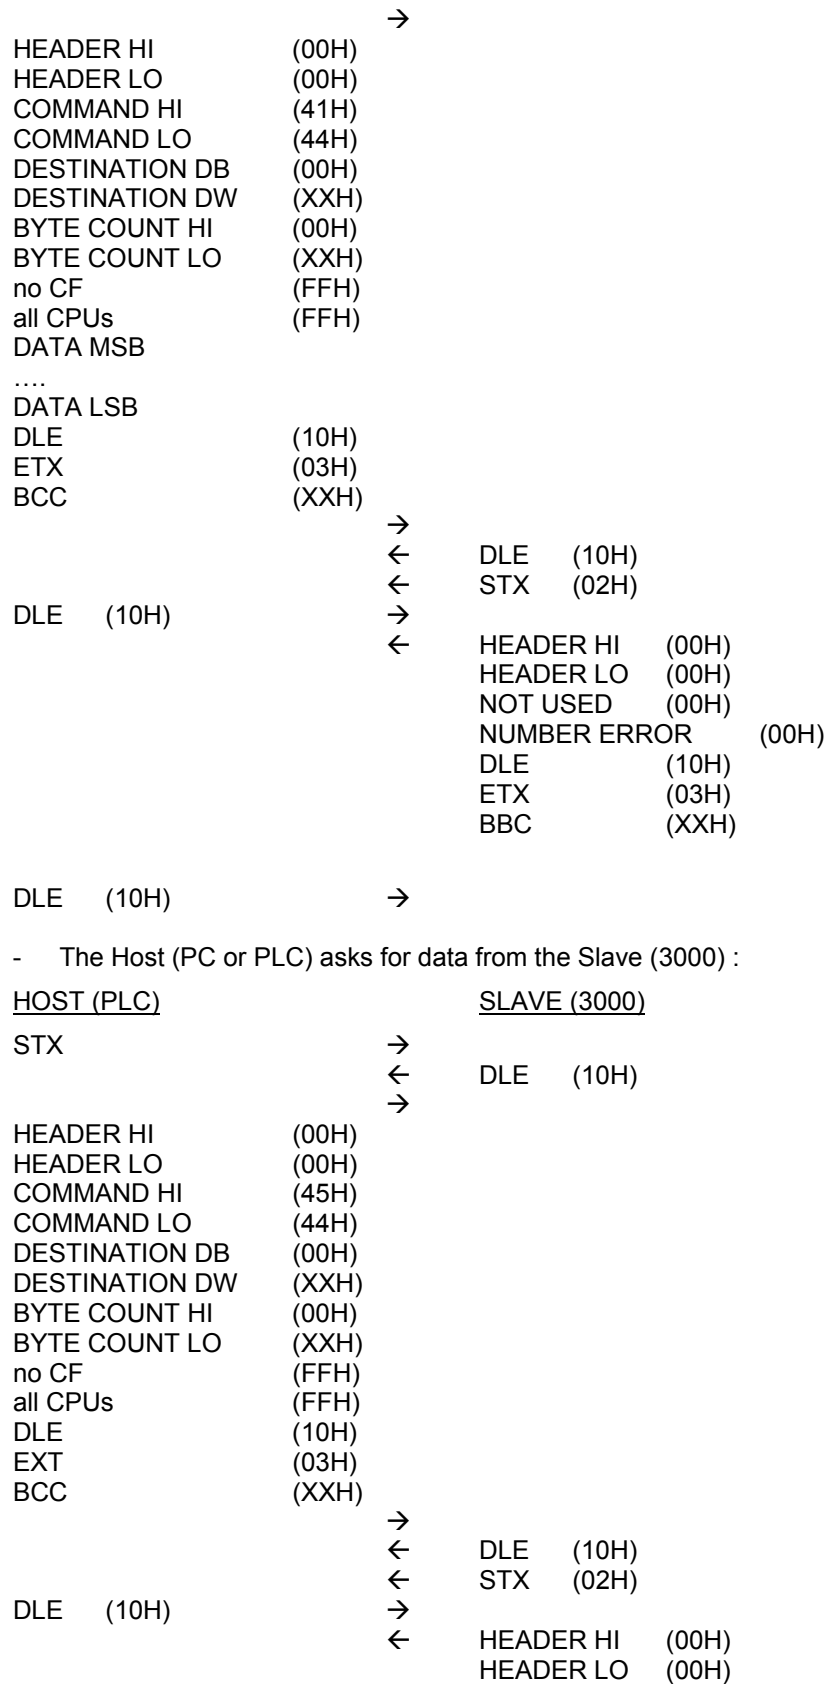 →
HEADER HI (00H)
HEADER LO (00H)
COMMAND HI (41H)
COMMAND LO (44H)
DESTINATION DB (00H)
DESTINATION DW (XXH)
BYTE COUNT HI (00H)
BYTE COUNT LO (XXH)
no CF (FFH)
all CPUs (FFH)
DATA MSB
….
DATA LSB
DLE (10H)
ETX (03H)
BCC (XXH)
→
← DLE (10H)
← STX (02H)
DLE (10H) →
← HEADER HI (00H)
HEADER LO (00H)
NOT USED (00H)
NUMBER ERROR (00H)
DLE (10H)
ETX (03H)
BBC (XXH)
DLE (10H) →
- The Host (PC or PLC) asks for data from the Slave (3000) :
HOST (PLC) SLAVE (3000)
STX →
← DLE (10H)
→
HEADER HI (00H)
HEADER LO (00H)
COMMAND HI (45H)
COMMAND LO (44H)
DESTINATION DB (00H)
DESTINATION DW (XXH)
BYTE COUNT HI (00H)
BYTE COUNT LO (XXH)
no CF (FFH)
all CPUs (FFH)
DLE (10H)
EXT (03H)
BCC (XXH)
→
← DLE (10H)
← STX (02H)
DLE (10H) →
← HEADER HI (00H)
HEADER LO (00H)